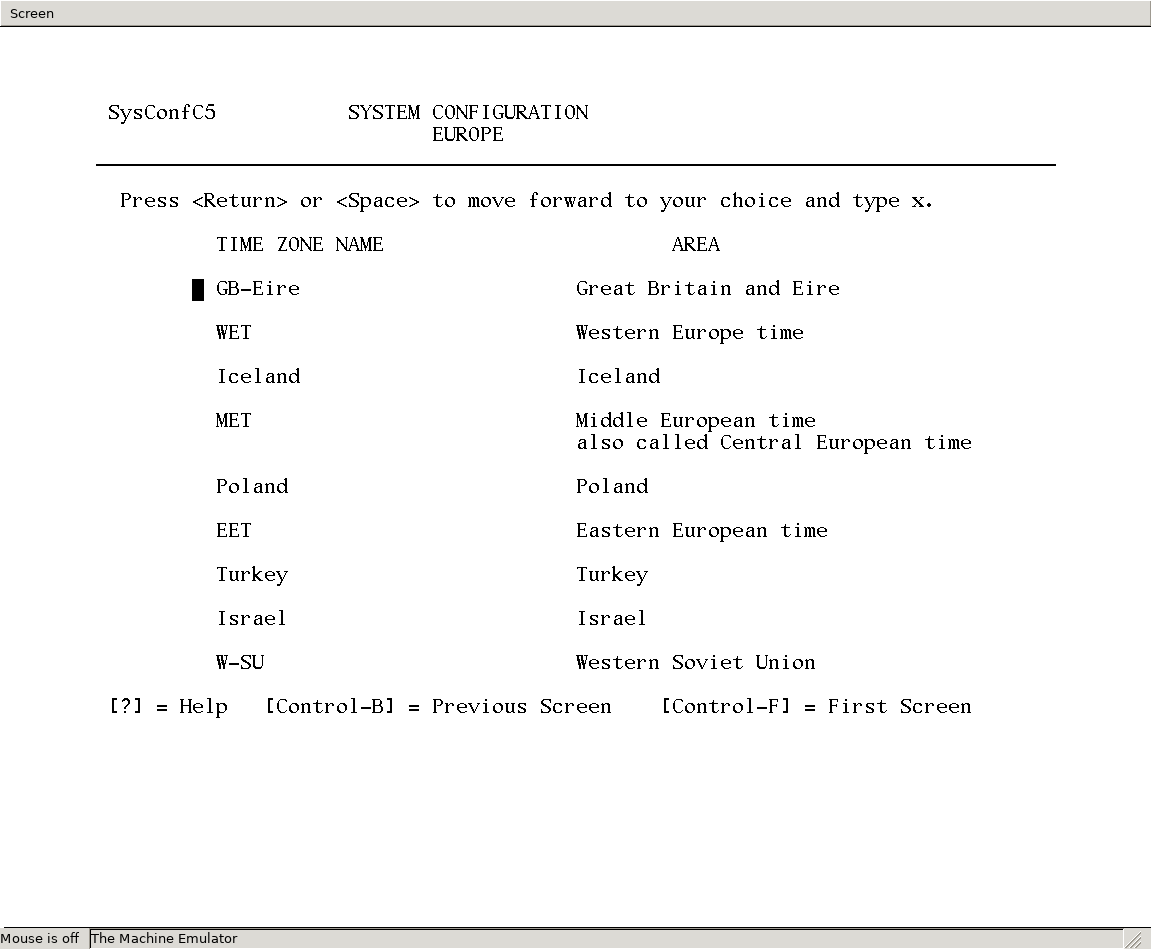 Screen
SysConfC5 SYSTEM CONFIGURATION
EUROPE
Press <Return> or <Space> to move forward to your choice and type x.
TIME ZONE NAME AREA
GB-Eire Great Britain and Eire
WET Western Europe time
Iceland Iceland
MET Middle European time
also called Central European time
Poland Poland
EET Eastern European time
Turkey Turkey
Israel Israel
W-SU Western Soviet Union
[?] = Help [Control-B] = Previous Screen [Control-F] = First Screen
Mouse is off The Machine Emulator